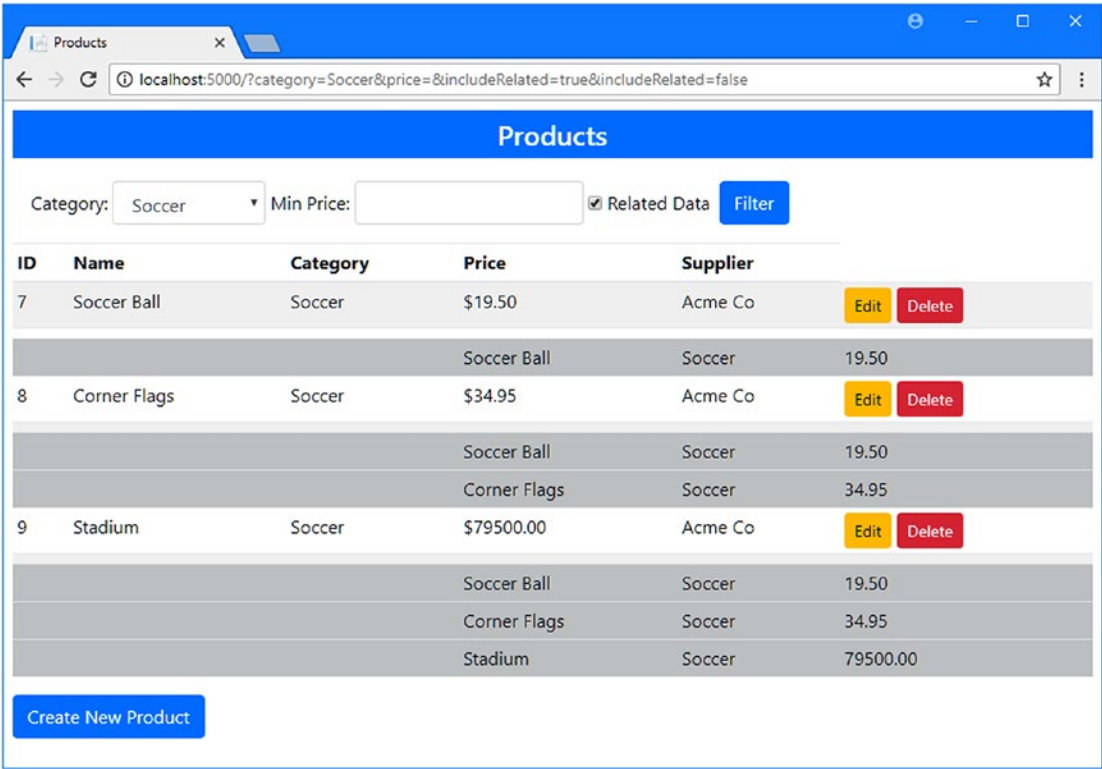 Products
localhost:5000/?category=Soccer&price=&includeRelated=true&includeRelated=false
Products
Category: Soccer Min Price: Related Data Filter
ID Name Category Price Supplier
7 Soccer Ball Soccer $19.50 Acme Co Edit Delete
Soccer Ball Soccer 19.50
8 Corner Flags Soccer $34.95 Acme Co Edit Delete
Soccer Ball Soccer 19.50
Corner Flags Soccer 34.95
9 Stadium Soccer $79500.00 Acme Co Edit Delete
Soccer Ball Soccer 19.50
Corner Flags Soccer 34.95
Stadium Soccer 79500.00
Create New Product